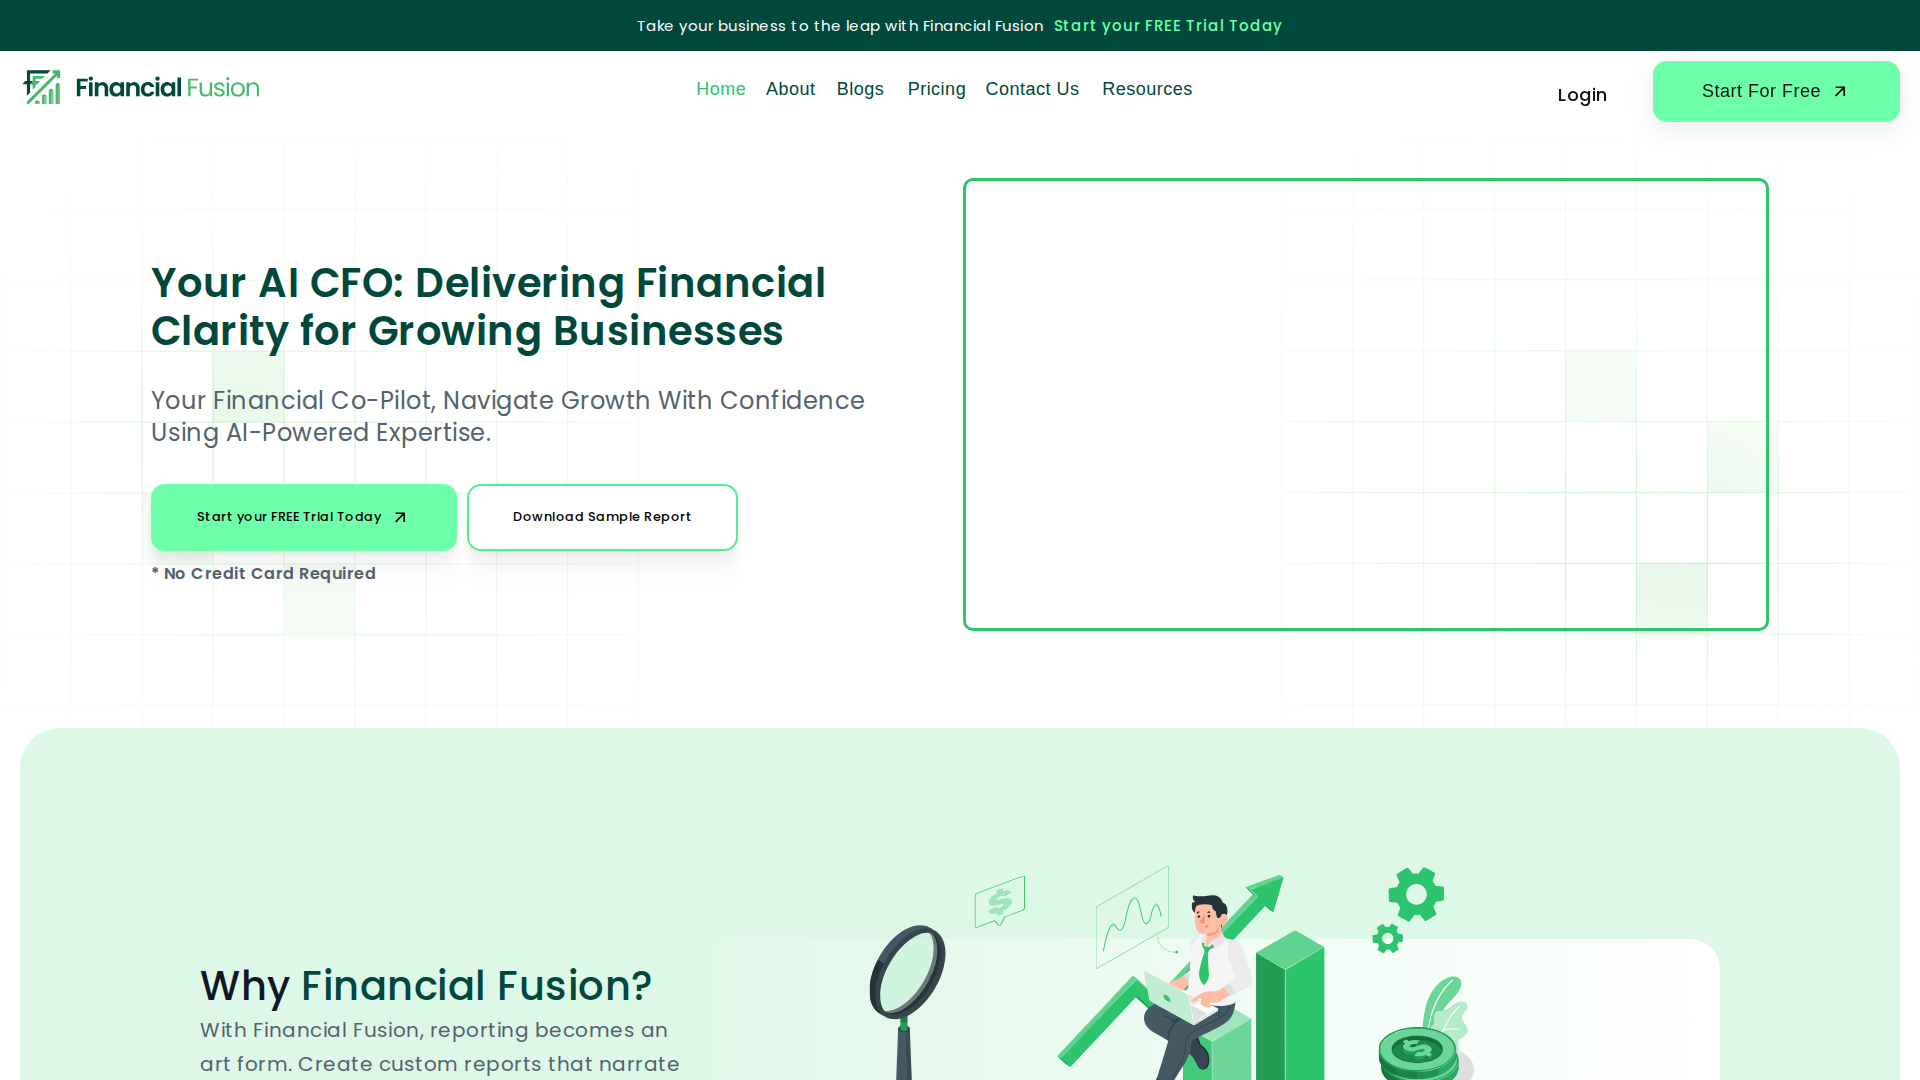 Take your business to the leap with Financial Fusion Start your FREE Trial Today
Financial Fusion
Home About Blogs Pricing Contact Us Resources
Login
Start For Free
Your AI CFO: Delivering Financial
Clarity for Growing Businesses
Your Financial Co-Pilot, Navigate Growth With Confidence
Using AI-Powered Expertise.
Start your FREE Trial Today
Download Sample Report
* No Credit Card Required
Why Financial Fusion?
With Financial Fusion, reporting becomes an
art form. Create custom reports that narrate